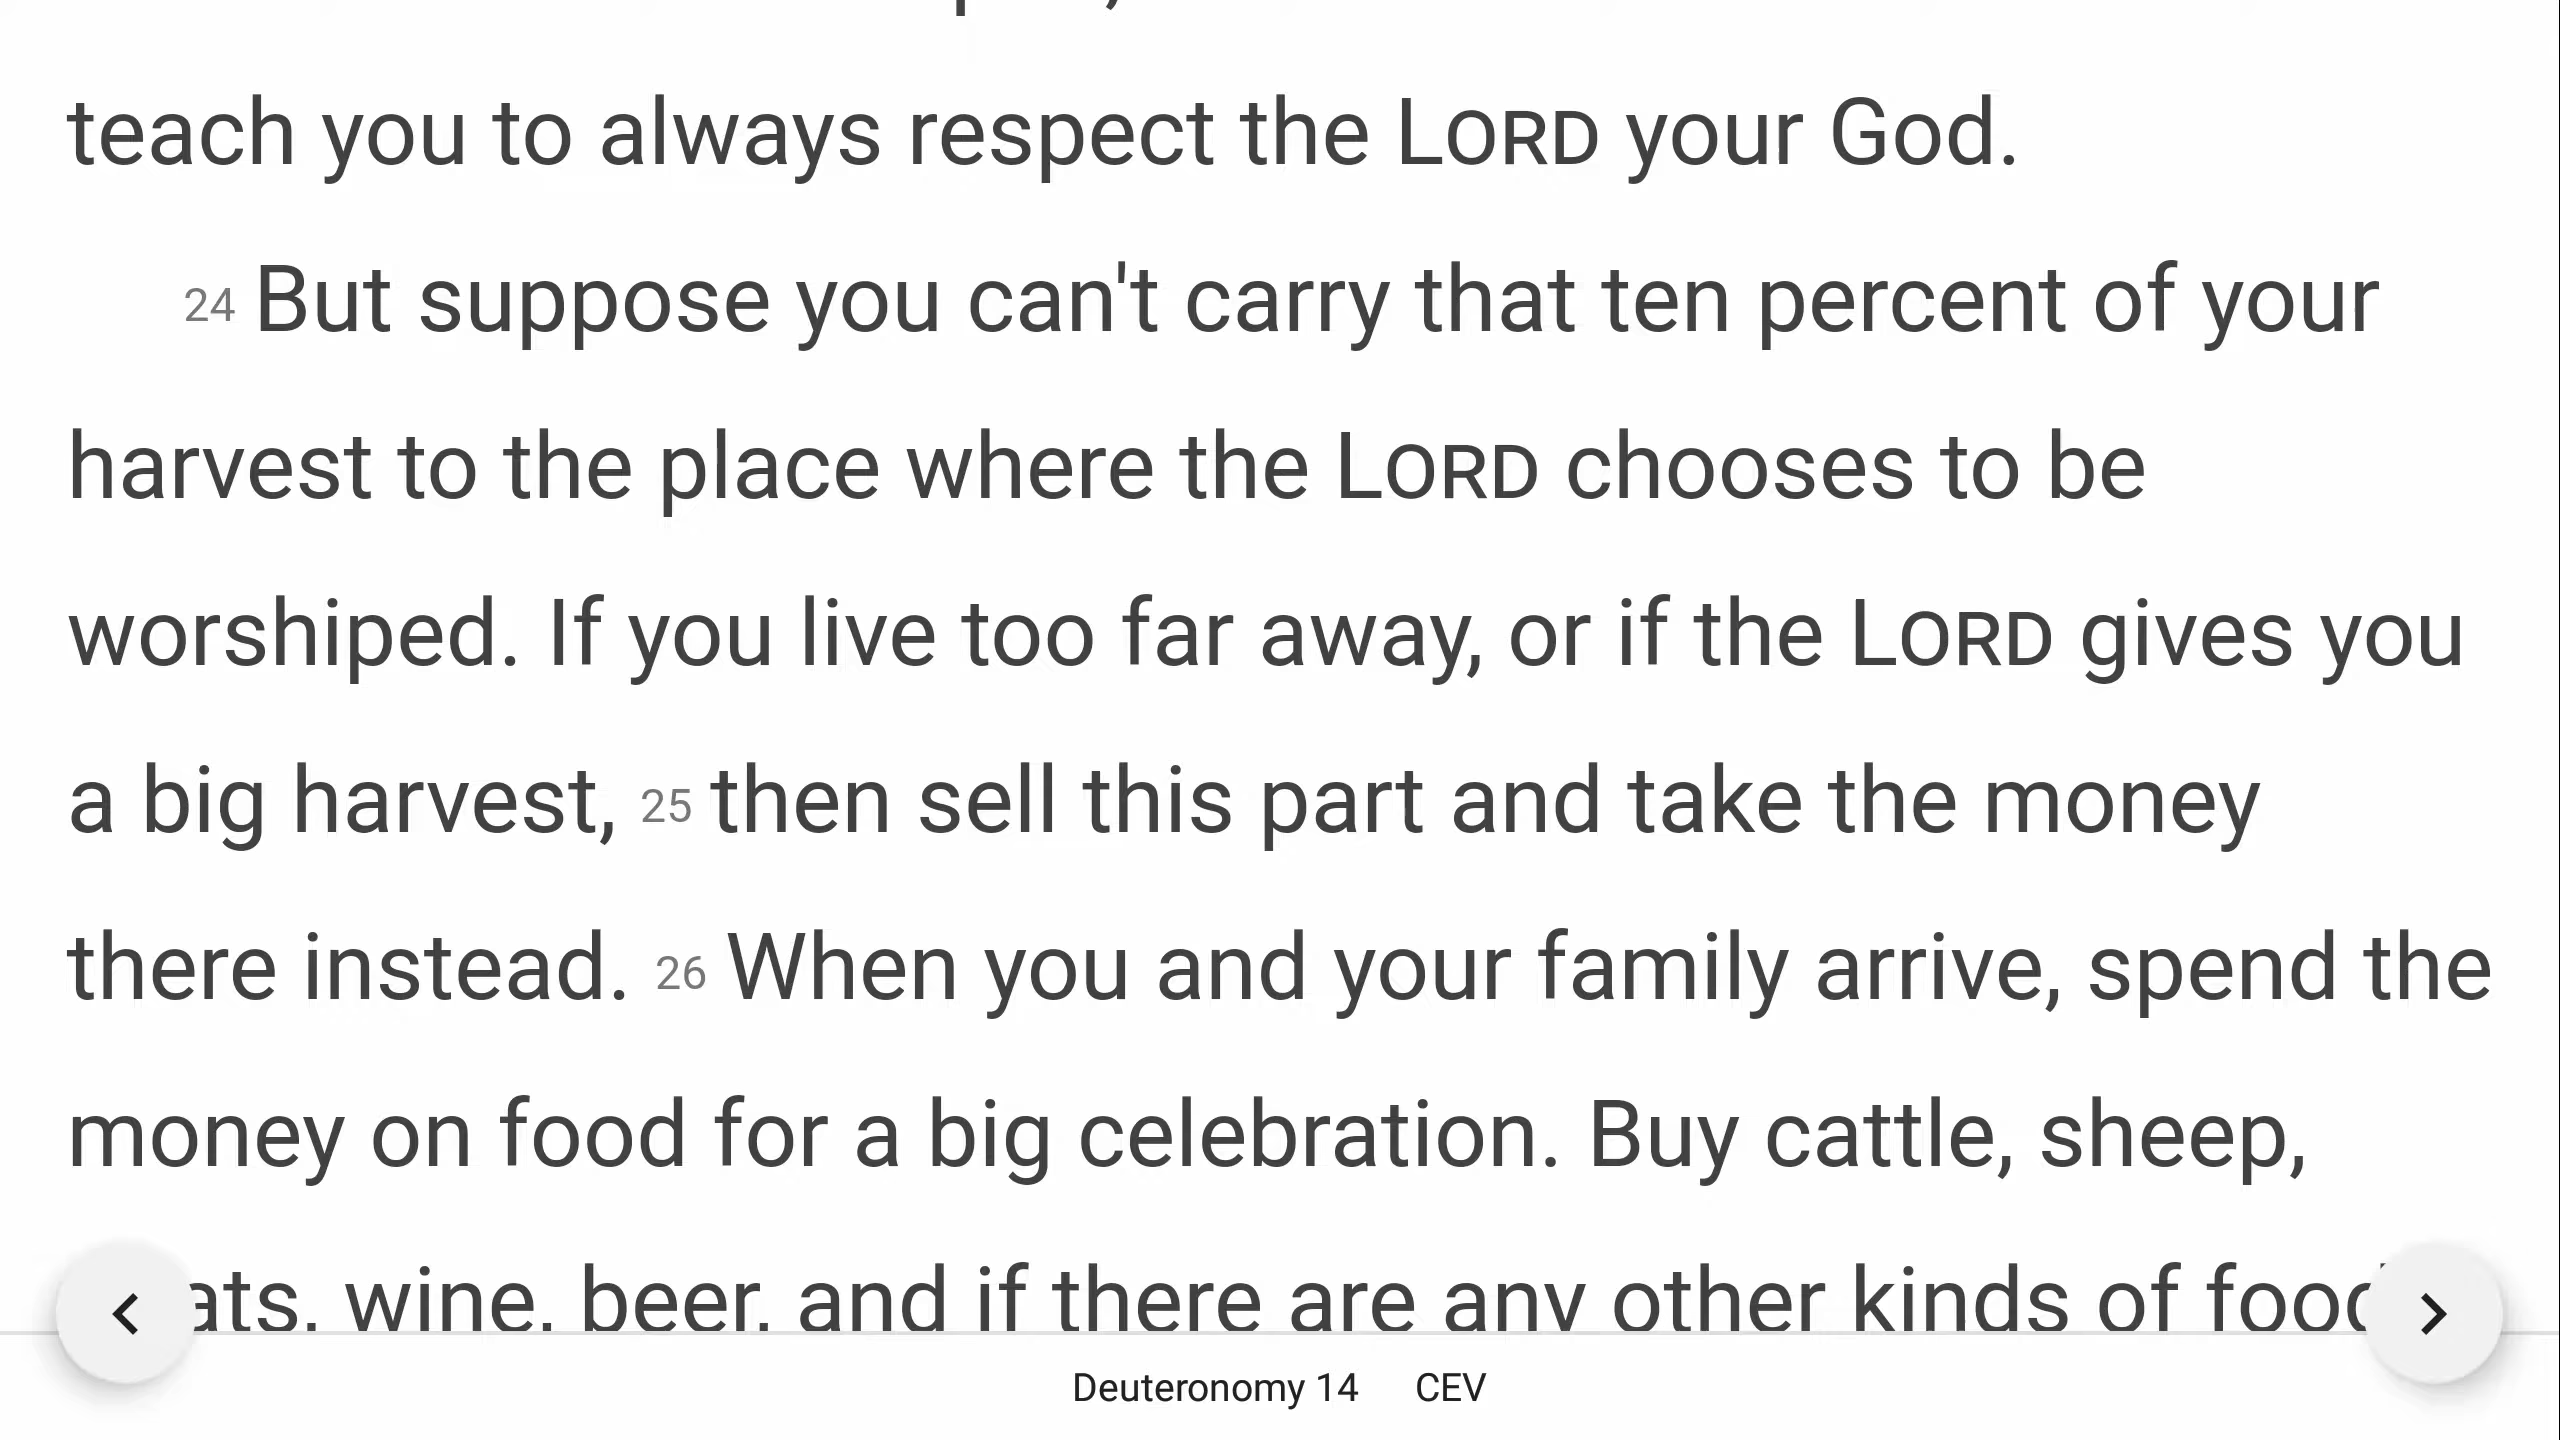 teach you to always respect the LORD your God.
24 But suppose you can't carry that ten percent of your
harvest to the place where the LORD chooses to be
worshiped. If you live too far away, or if the LORD gives you
a big harvest, 25 then sell this part and take the money
there instead. 26 When you and your family arrive, spend the
money on food for a big celebration. Buy cattle, sheep,
wine, beer, and if there are any other kinds of
Deuteronomy 14 CEV